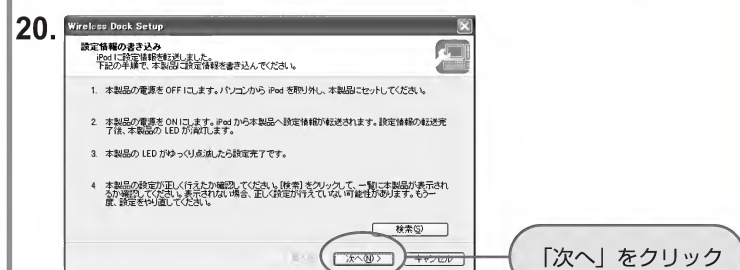 20.
Wireless Dock Setup
設定情報の書き込み
iPod に設定情報を転送しました。
下記の手順で、本製品に設定情報を書き込んでください。
1. 本製品の電源を OFF にします。パソコンから iPod を取り外し、本製品にセットしてください。
2. 本製品の電源を ON にします。iPod から本製品へ設定情報が転送されます。設定情報の転送完
了後、本製品の LED が消灯します。
3. 本製品の LED がゆっくり点滅したら設定完了です。
4. 本製品の設定が正しく行えたか確認してください。[検索] をクリックして、一覧に本製品が表示され
るか確認してください。表示されない場合、正しく設定が行えていない可能性があります。もう一
度、設定をやり直してください。
検索(S)
次へ(N) >
キャンセル
「次へ」をクリック